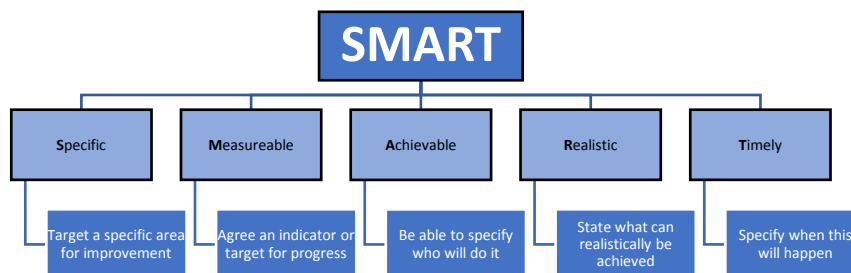 SMART
Specific
Measureable
Achievable
Realistic
Timely
Target a specific area
for improvement
Agree an indicator or
target for progress
Be able to specify
who will do it
State what can
realistically be
achieved
Specify when this
will happen